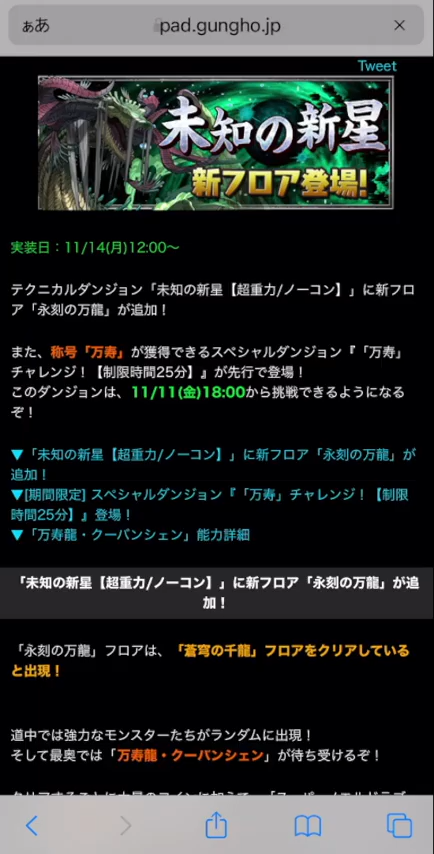 ぁあ
pad.gungho.jp
Tweet
未知の新星
新フロア登場!
実装日：11/14(月)12:00～
テクニカルダンジョン「未知の新星【超重力/ノーコン】」に新フロ
ア「永刻の万龍」が追加！
また、称号『万寿』が獲得できるスペシャルダンジョン『「万寿」
チャレンジ！【制限時間25分】』が先行で登場！
このダンジョンは、11/11(金)18:00から挑戦できるようになる
ぞ！
▼「未知の新星【超重力/ノーコン】」に新フロア「永刻の万龍」が
追加！
▼[期間限定] スペシャルダンジョン『「万寿」チャレンジ！【制限
時間25分】』登場！
▼「万寿龍・クーバンシェン」能力詳細
「未知の新星【超重力/ノーコン】」に新フロア「永刻の万龍」が追
加！
「永刻の万龍」フロアは、「蒼穹の千龍」フロアをクリアしている
と出現！
道中では強力なモンスターたちがランダムに出現！
そして最奥では「万寿龍・クーバンシェン」が待ち受けるぞ！